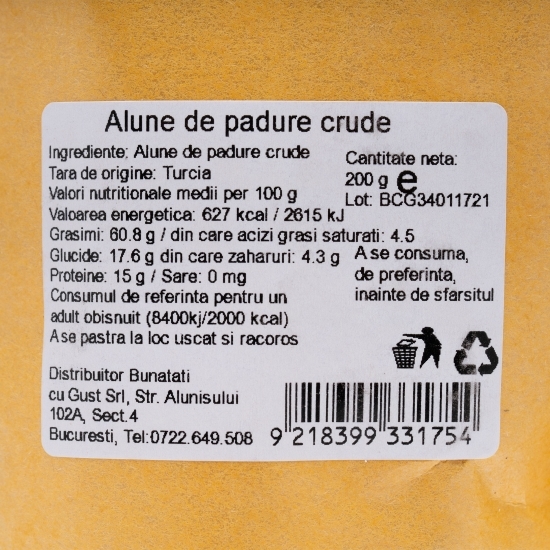 Alune de padure crude
Ingrediente: Alune de padure crude
Tara de origine: Turcia
Valori nutritionale medii per 100 g
Valoarea energetica: 627 kcal / 2615 kJ
Grasimi: 60.8 g / din care acizi grasi saturati: 4.5
Glucide: 17.6 g din care zaharuri: 4.3 g
Proteine: 15 g / Sare: 0 mg
Consumul de referinta pentru un
adult obisnuit (8400kj/2000 kcal)
A se pastra la loc uscat si racoros
Cantitate neta:
200 g e
Lot: BCG34011721
A se consuma,
de preferinta,
inainte de sfarsitul
Distribuitor Bunatati
cu Gust Srl, Str. Alunisului
102A, Sect.4
Bucuresti, Tel:0722.649.508
9 218399 331754